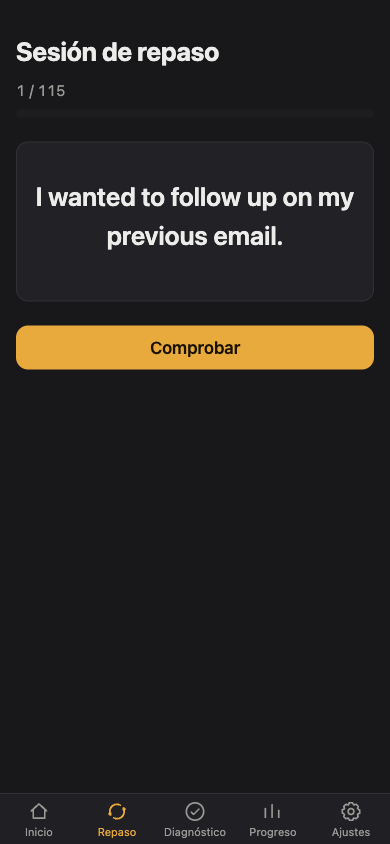 Sesión de repaso
1 / 115
I wanted to follow up on my
previous email.
Comprobar
Inicio
Repaso
Diagnóstico
Progreso
Ajustes